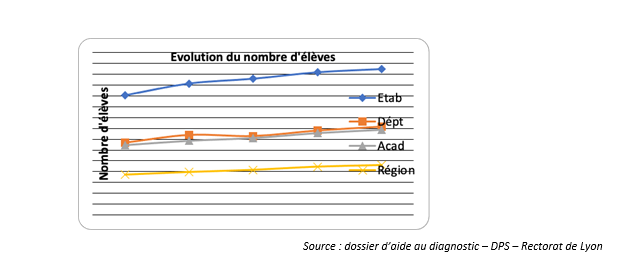 Evolution du nombre d'élèves
Nombre d'élèves
Etab
Dépt
Acad
Région
Source : dossier d’aide au diagnostic – DPS – Rectorat de Lyon